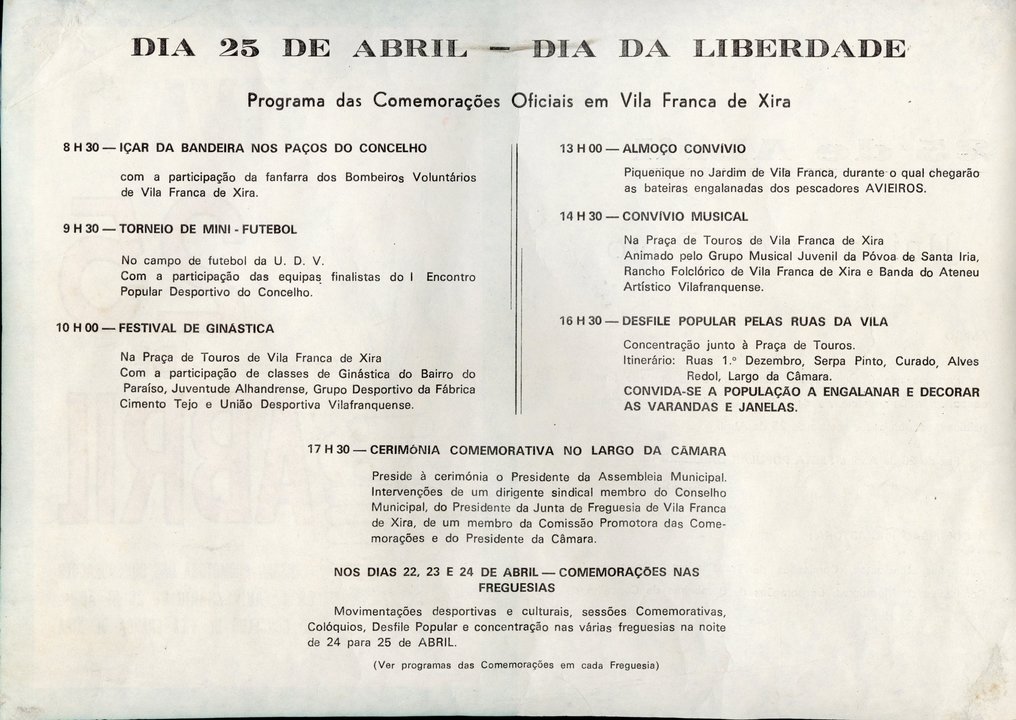 DIA 25 DE ABRIL - DIA DA LIBERDADE
Programa das Comemorações Oficiais em Vila Franca de Xira
8 H 30 — IÇAR DA BANDEIRA NOS PAÇOS DO CONCELHO
com a participação da fanfarra dos Bombeiros Voluntários
de Vila Franca de Xira.
9 H 30 — TORNEIO DE MINI - FUTEBOL
No campo de futebol da U. D. V.
Com a participação das equipas finalistas do I Encontro
Popular Desportivo do Concelho.
10 H 00 — FESTIVAL DE GINÁSTICA
Na Praça de Touros de Vila Franca de Xira
Com a participação de classes de Ginástica do Bairro do
Paraíso, Juventude Alhandrense, Grupo Desportivo da Fábrica
Cimento Tejo e União Desportiva Vilafranquense.
13 H 00 — ALMOÇO CONVÍVIO
Piquenique no Jardim de Vila Franca, durante o qual chegarão
as bateiras engalanadas dos pescadores AVIEIROS.
14 H 30 — CONVÍVIO MUSICAL
Na Praça de Touros de Vila Franca de Xira
Animado pelo Grupo Musical Juvenil da Póvoa de Santa Iria,
Rancho Folclórico de Vila Franca de Xira e Banda do Ateneu
Artístico Vilafranquense.
16 H 30 — DESFILE POPULAR PELAS RUAS DA VILA
Concentração junto à Praça de Touros.
Itinerário: Ruas 1.º Dezembro, Serpa Pinto, Curado, Alves
Redol, Largo da Câmara.
CONVIDA-SE A POPULAÇÃO A ENGALANAR E DECORAR
AS VARANDAS E JANELAS.
17 H 30 — CERIMÓNIA COMEMORATIVA NO LARGO DA CÂMARA
Preside à cerimónia o Presidente da Assembleia Municipal.
Intervenções de um dirigente sindical membro do Conselho
Municipal, do Presidente da Junta de Freguesia de Vila Franca
de Xira, de um membro da Comissão Promotora das Come-
morações e do Presidente da Câmara.
NOS DIAS 22, 23 E 24 DE ABRIL — COMEMORAÇÕES NAS
FREGUESIAS
Movimentações desportivas e culturais, sessões Comemorativas,
Colóquios, Desfile Popular e concentração nas várias freguesias na noite
de 24 para 25 de ABRIL.
(Ver programas das Comemorações em cada Freguesia)